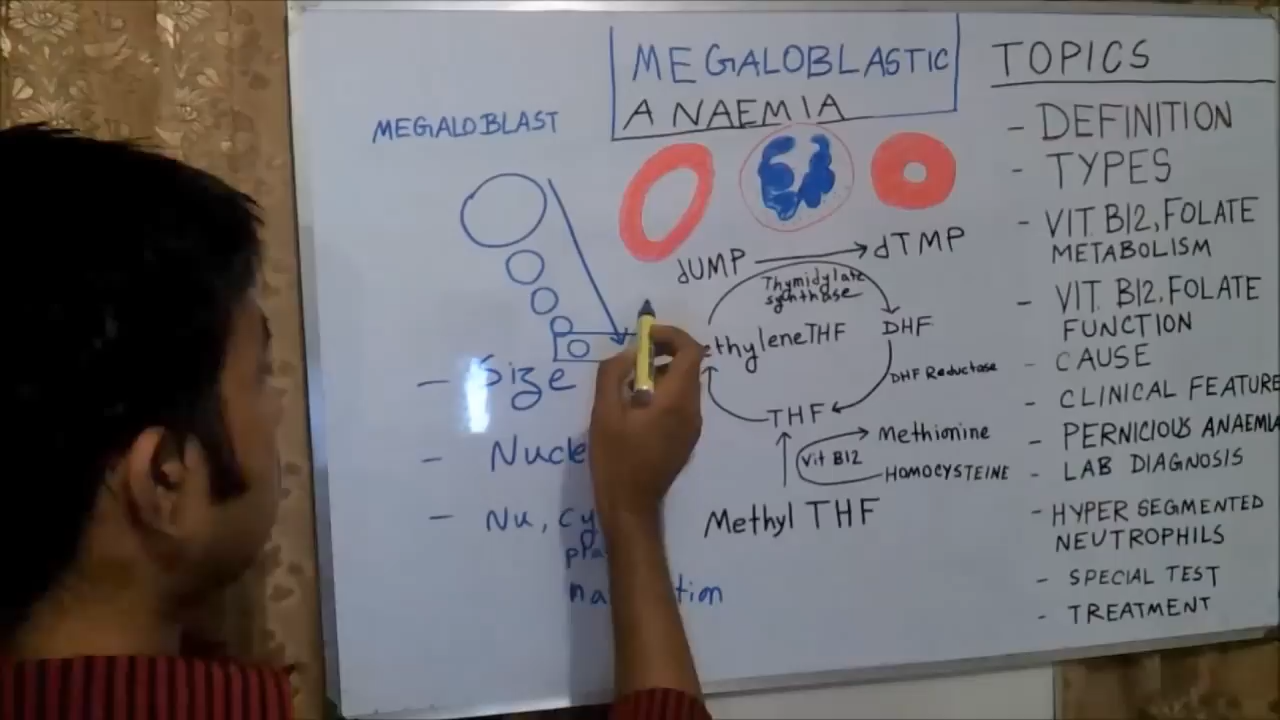 MEGALOBLASTIC
ANAEMIA
MEGALOBLAST
- Size
-
- Nu,
dUMP
dTMP
Thymidylate
synthase
THF
DHF
DHF Reductase
THF
Methionine
Vit B12
HOMOCYSTEINE
Methyl THF
TOPICS
- DEFINITION
- TYPES
- VIT B12, FOLATE
METABOLISM
- VIT B12, FOLATE
FUNCTION
- CAUSE
- CLINICAL FEATURE
- PERNICIOUS ANAEMIA
- LAB DIAGNOSIS
- HYPER SEGMENTED
NEUTROPHILS
- SPECIAL TEST
- TREATMENT